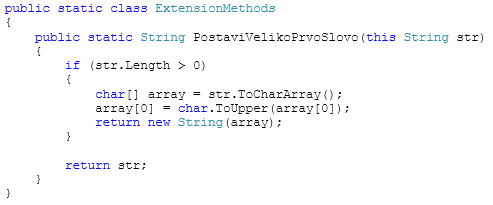 public static class ExtensionMethods
{
    public static String PostaviVelikoPrvoSlovo(this String str)
    {
        if (str.Length > 0)
        {
            char[] array = str.ToCharArray();
            array[0] = char.ToUpper(array[0]);
            return new String(array);
        }

        return str;
    }
}